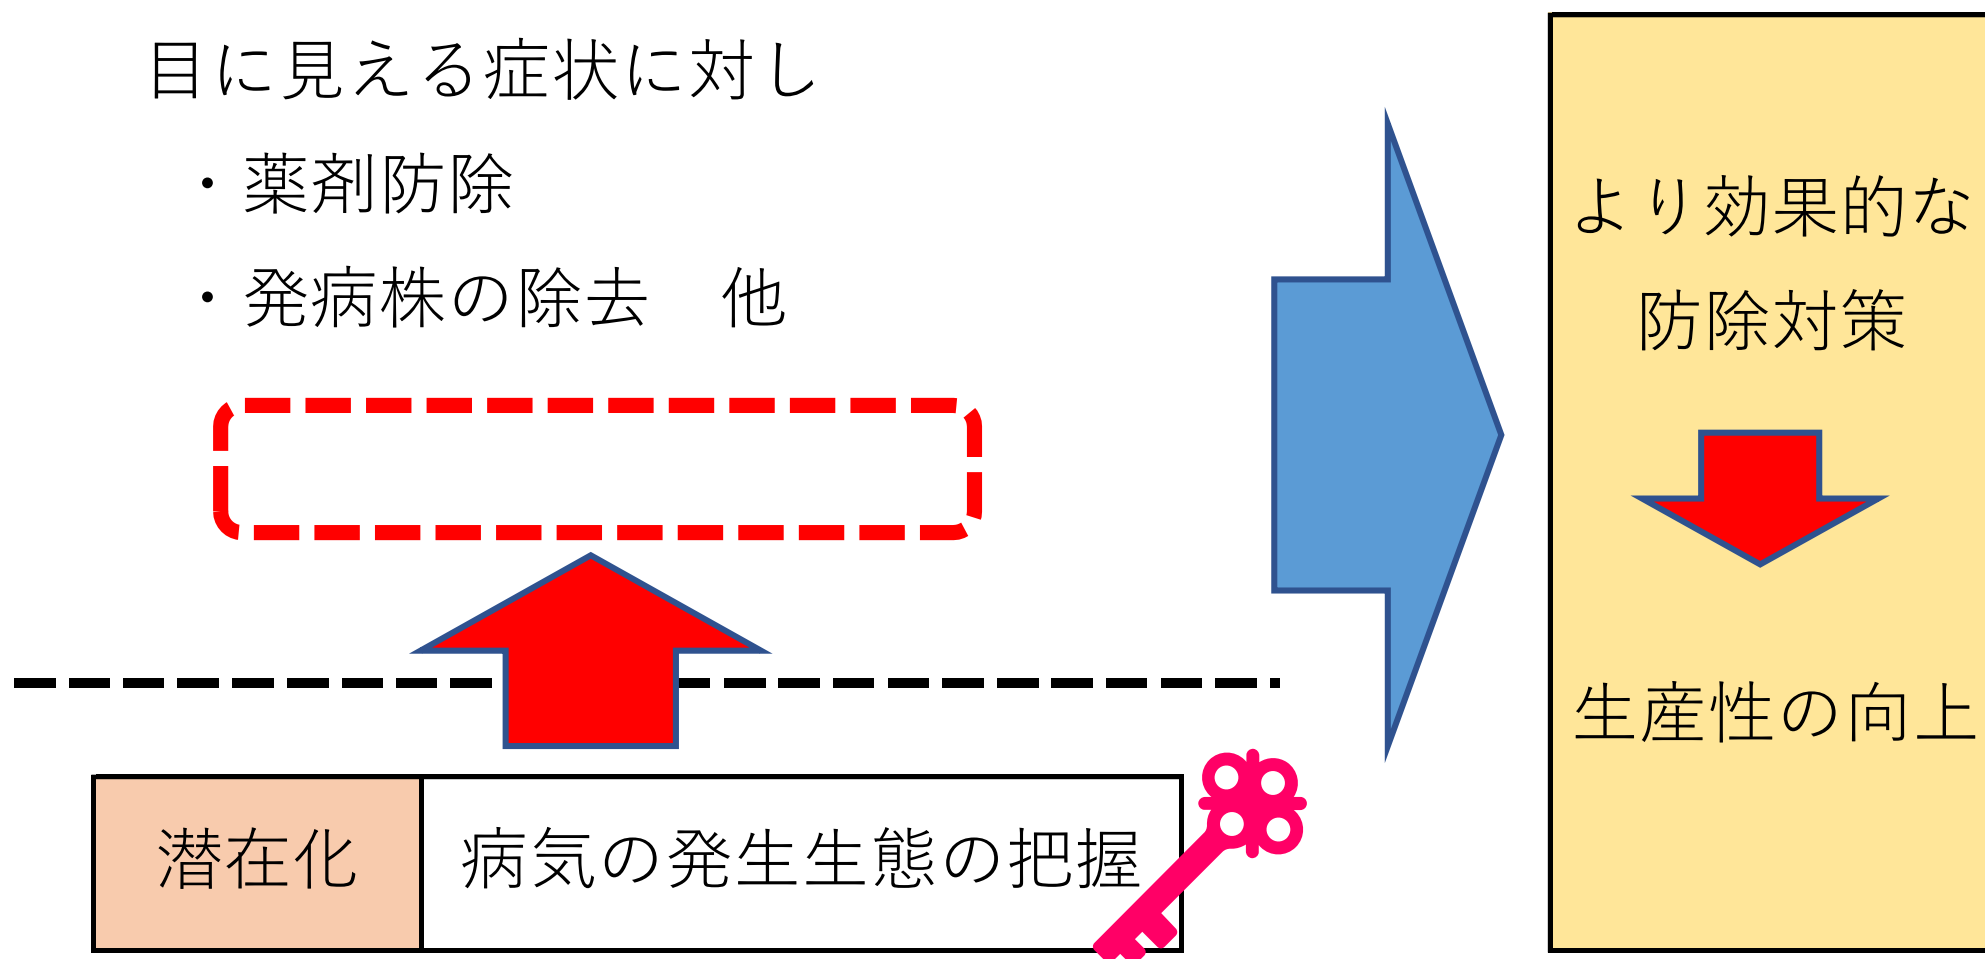 目に見える症状に対し
・薬剤防除
・発病株の除去　他
潜在化
病気の発生生態の把握
より効果的な
防除対策
生産性の向上